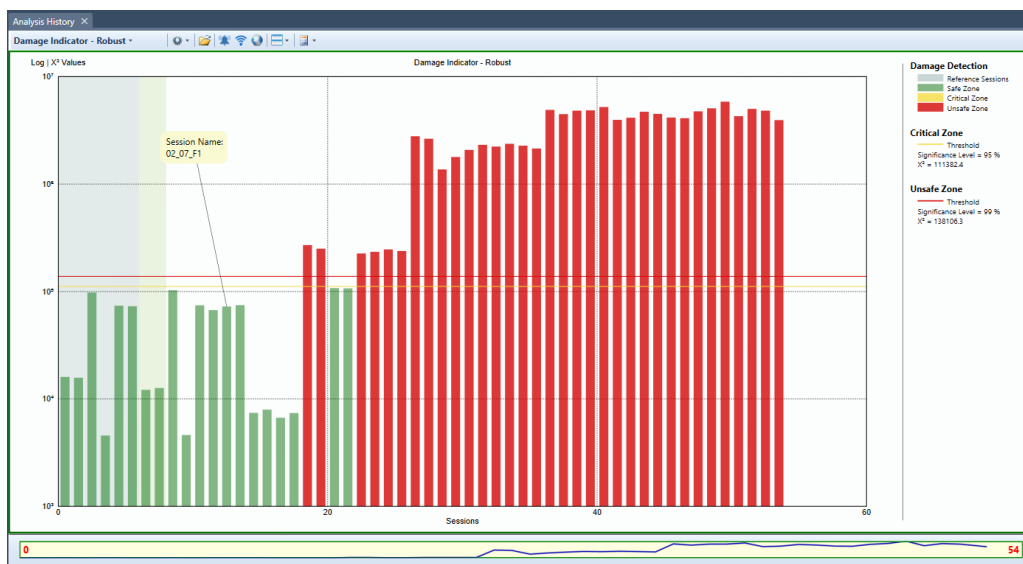 Analysis History ×
Damage Indicator - Robust
Log | X² Values
Damage Indicator - Robust
10⁷
10⁶
10⁵
10⁴
10³
Session Name:
02_07_F1
0
20
40
60
Sessions
Damage Detection
Reference Sessions
Safe Zone
Critical Zone
Unsafe Zone
Critical Zone
Threshold
Significance Level = 95 %
X² = 111382.4
Unsafe Zone
Threshold
Significance Level = 99 %
X² = 138106.3
0
54